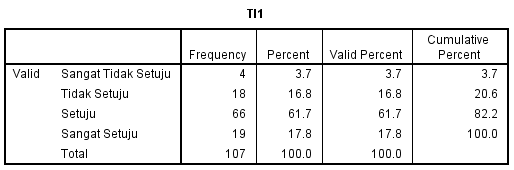 TI1
Frequency Percent Valid Percent Cumulative Percent
Valid Sangat Tidak Setuju 4 3.7 3.7 3.7
Tidak Setuju 18 16.8 16.8 20.6
Setuju 66 61.7 61.7 82.2
Sangat Setuju 19 17.8 17.8 100.0
Total 107 100.0 100.0